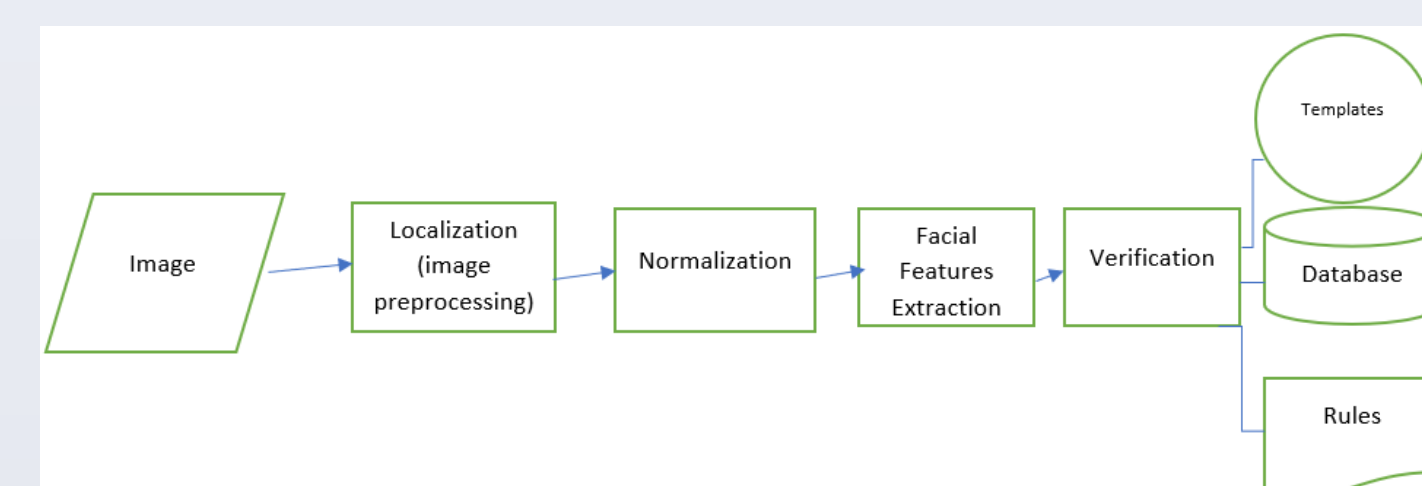 Templates
Image
Localization
(image
preprocessing)
Normalization
Facial
Features
Extraction
Verification
Database
Rules